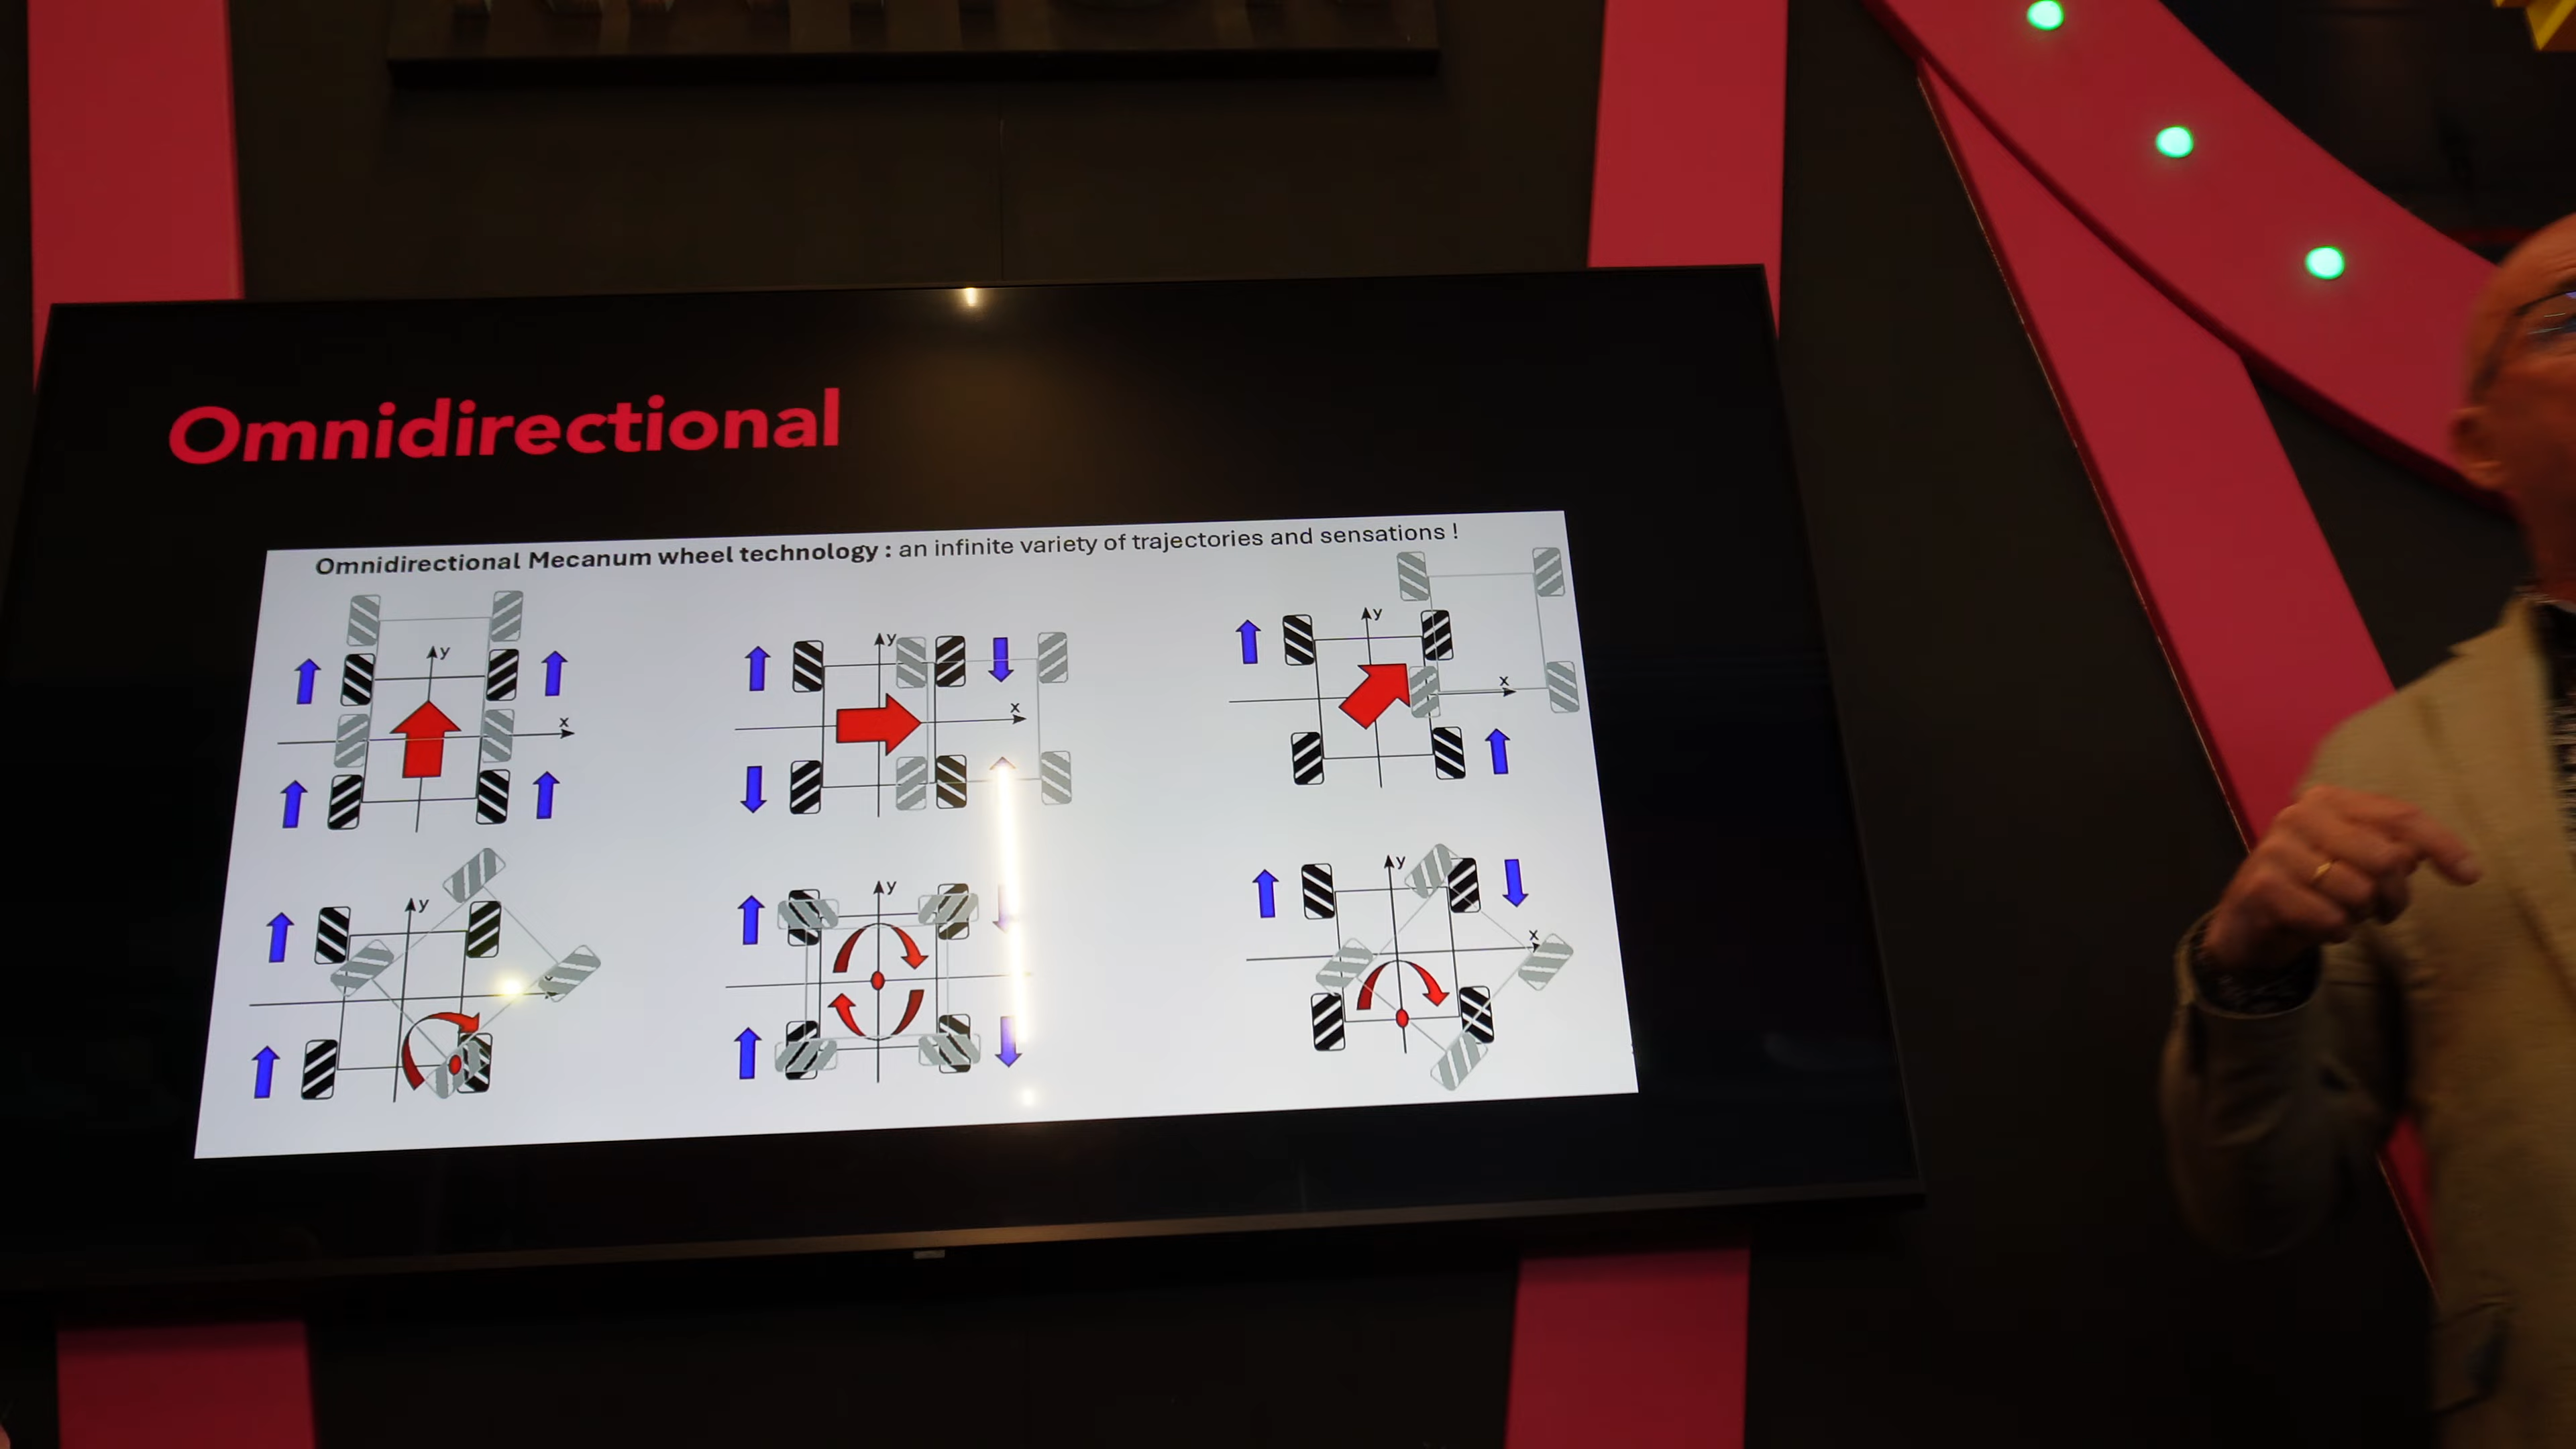 Omnidirectional
Omnidirectional Mecanum wheel technology : an infinite variety of trajectories and sensations !
y
x
y
x
y
x
y
y
y
x